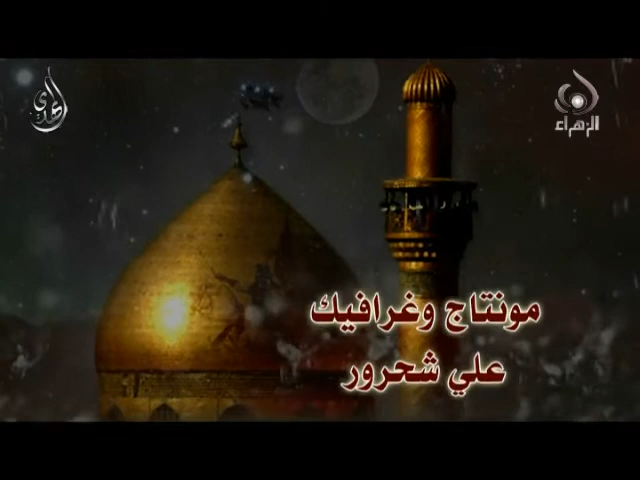 الزهراء
مونتاج وغرافيك
علي شحرور